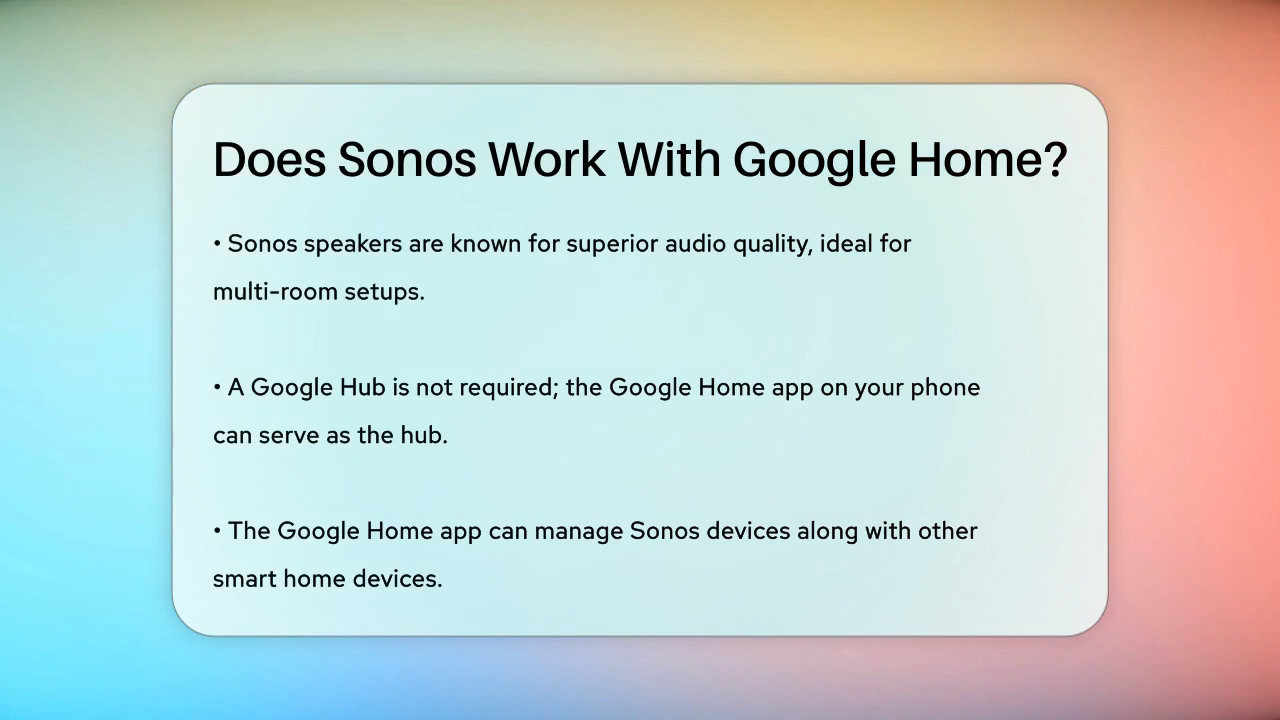 Does Sonos Work With Google Home?
• Sonos speakers are known for superior audio quality, ideal for
multi-room setups.
• A Google Hub is not required; the Google Home app on your phone
can serve as the hub.
• The Google Home app can manage Sonos devices along with other
smart home devices.